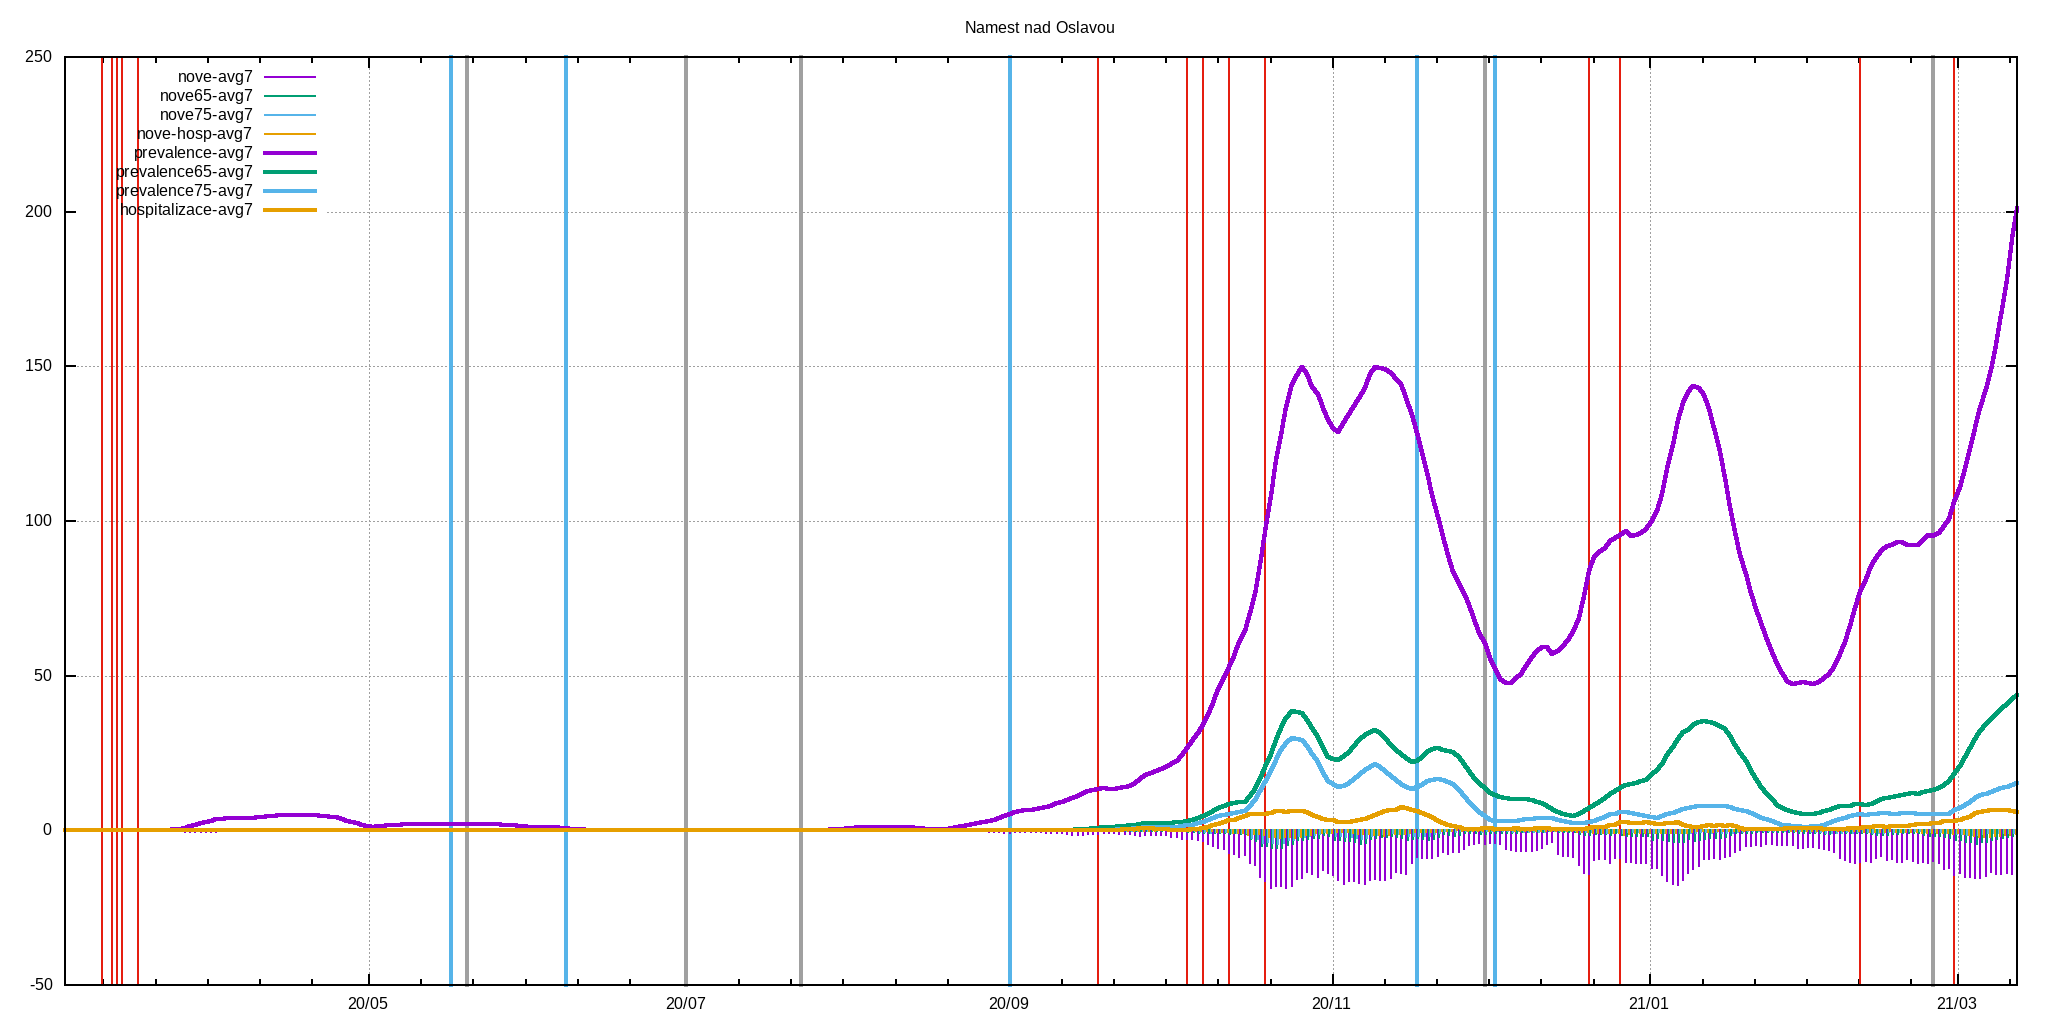 Namest nad Oslavou
250
200
150
100
50
0
-50
nove-avg7
nove65-avg7
nove75-avg7
nove-hosp-avg7
prevalence-avg7
prevalence65-avg7
prevalence75-avg7
hospitalizace-avg7
20/05
20/07
20/09
20/11
21/01
21/03